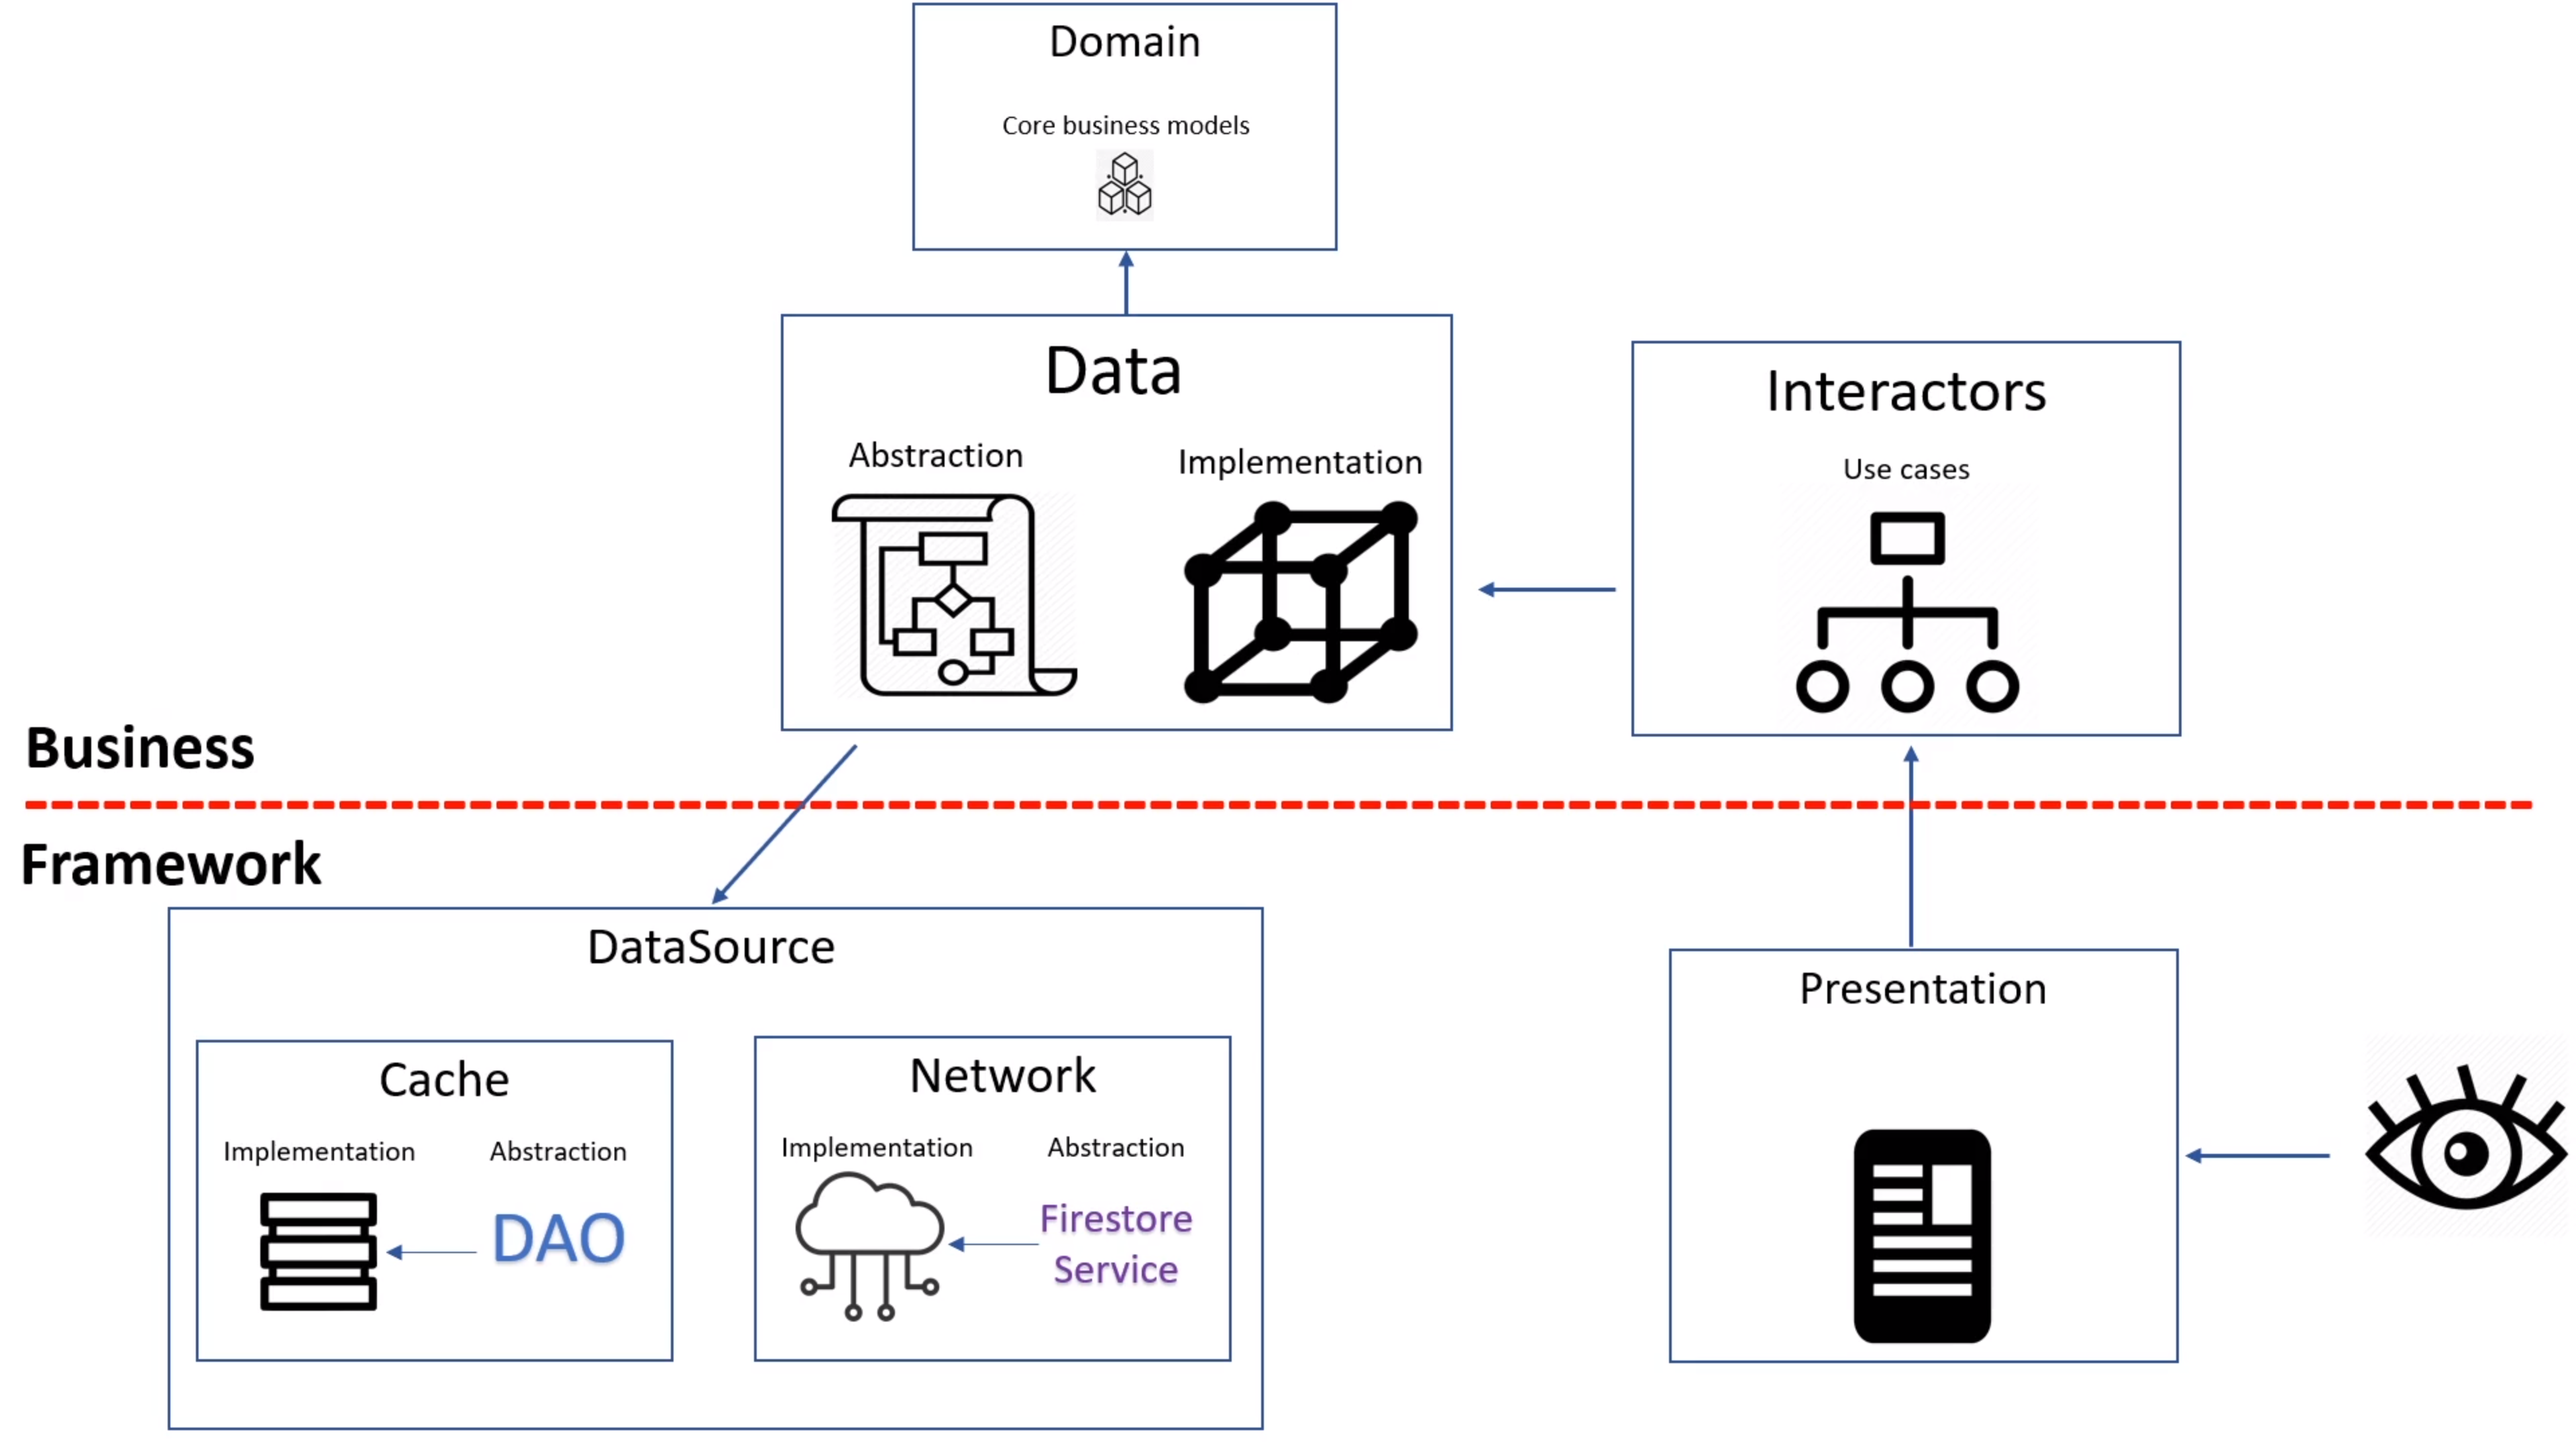 Domain
Core business models
Data
Abstraction
Implementation
Interactors
Use cases
Business
Framework
DataSource
Cache
Implementation
Abstraction
DAO
Network
Implementation
Abstraction
Firestore
Service
Presentation